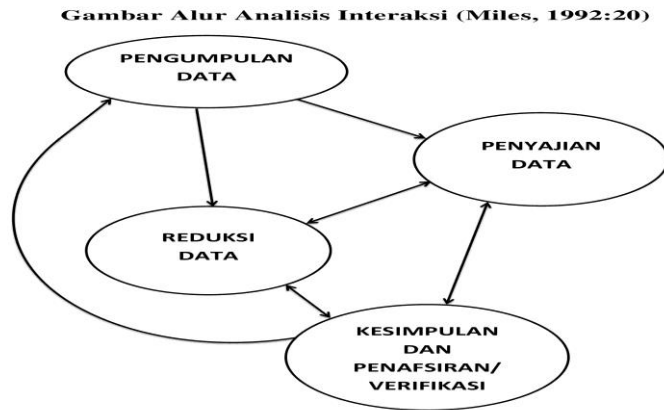 Gambar Alur Analisis Interaksi (Miles, 1992:20)
PENGUMPULAN
DATA
PENYAJIAN
DATA
REDUKSI
DATA
KESIMPULAN
DAN
PENAFSIRAN/
VERIFIKASI